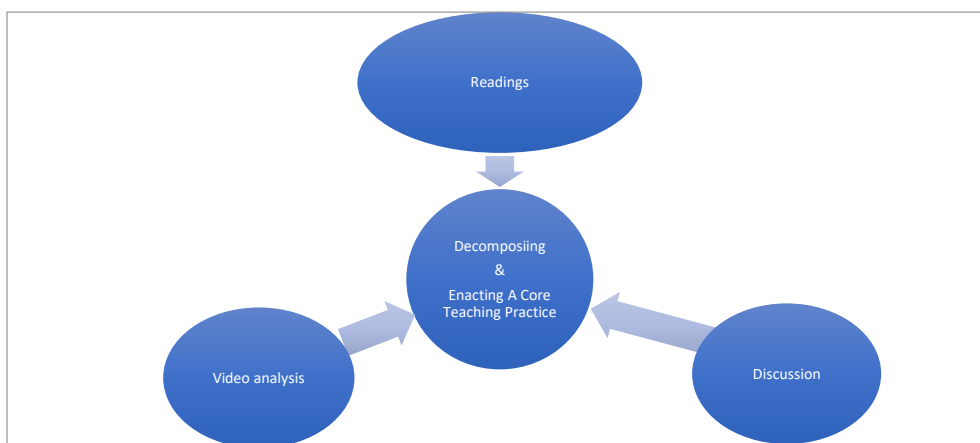 Readings
Decomposiing
&
Enacting A Core
Teaching Practice
Video analysis
Discussion